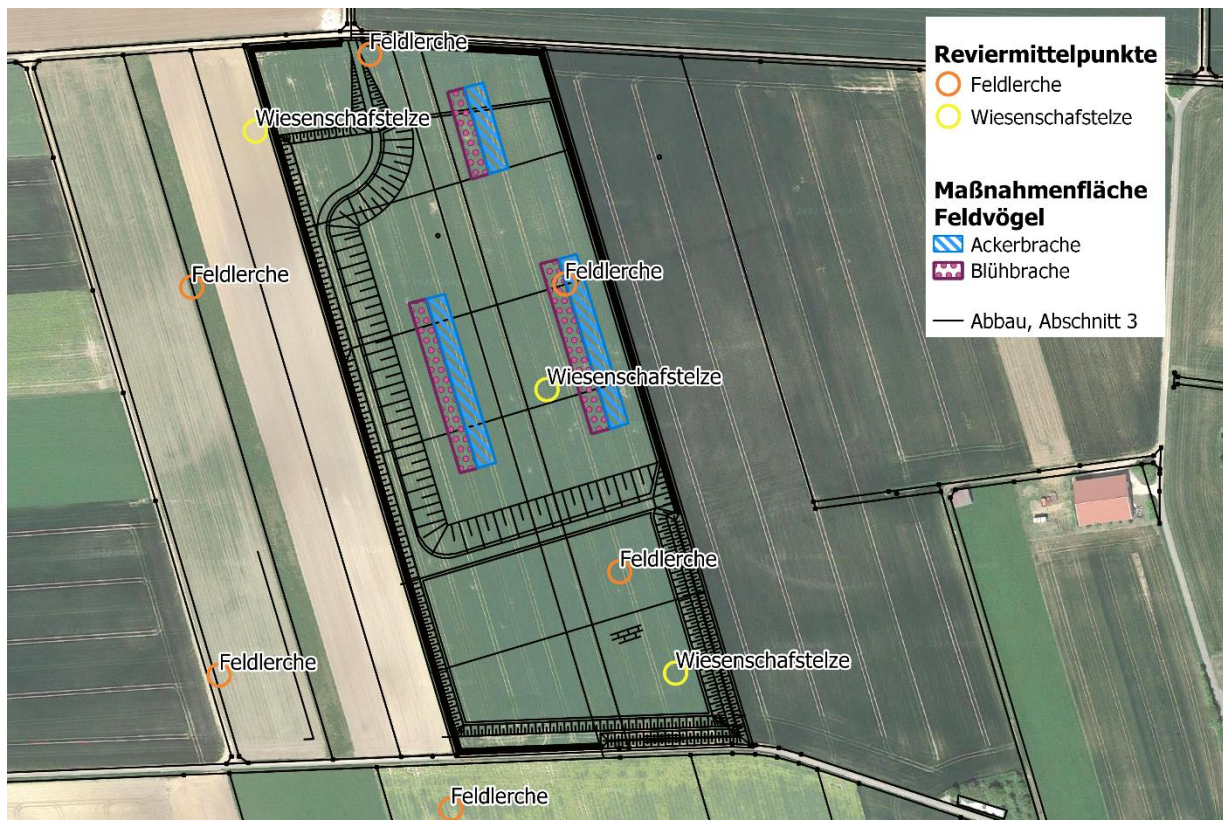 Feldlerche
Wiesenschafstelze
Feldlerche
Feldlerche
Wiesenschafstelze
Feldlerche
Feldlerche
Wiesenschafstelze
Feldlerche
Reviermittelpunkte
Feldlerche
Wiesenschafstelze
Maßnahmenfläche
Feldvögel
Ackerbrache
Blühbrache
Abbau, Abschnitt 3